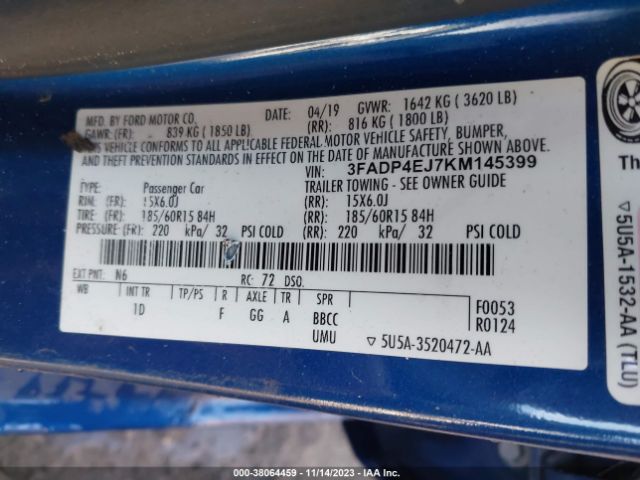 MFD. BY FORD MOTOR CO.
DATE: 04/19 GVWR: 1642 KG ( 3620 LB)
GAWR: (FR): 839 KG ( 1850 LB) (RR): 816 KG ( 1800 LB)
THIS VEHICLE CONFORMS TO ALL APPLICABLE FEDERAL MOTOR VEHICLE SAFETY, BUMPER,
AND THEFT PREVENTION STANDARDS IN EFFECT ON THE DATE OF MANUFACTURE SHOWN ABOVE.
VIN: 3FADP4EJ7KM145399
TYPE: Passenger Car TRAILER TOWING - SEE OWNER GUIDE
RIM: (FR): 15X6.0J (RR): 15X6.0J
TIRE: (FR): 185/60R15 84H (RR): 185/60R15 84H
PRESSURE: (FR): 220 kPa/ 32 PSI COLD (RR): 220 kPa/ 32 PSI COLD
EXT PNT: N6 RC: 72 DSO:
WB INT TR TP/PS R AXLE TR SPR
1D F GG A BBCC
UMU
F0053
R0124
▽ 5U5A-3520472-AA
▽ 5U5A-1532-AA (TLU)
000-38064459 - 11/14/2023 - IAA Inc.